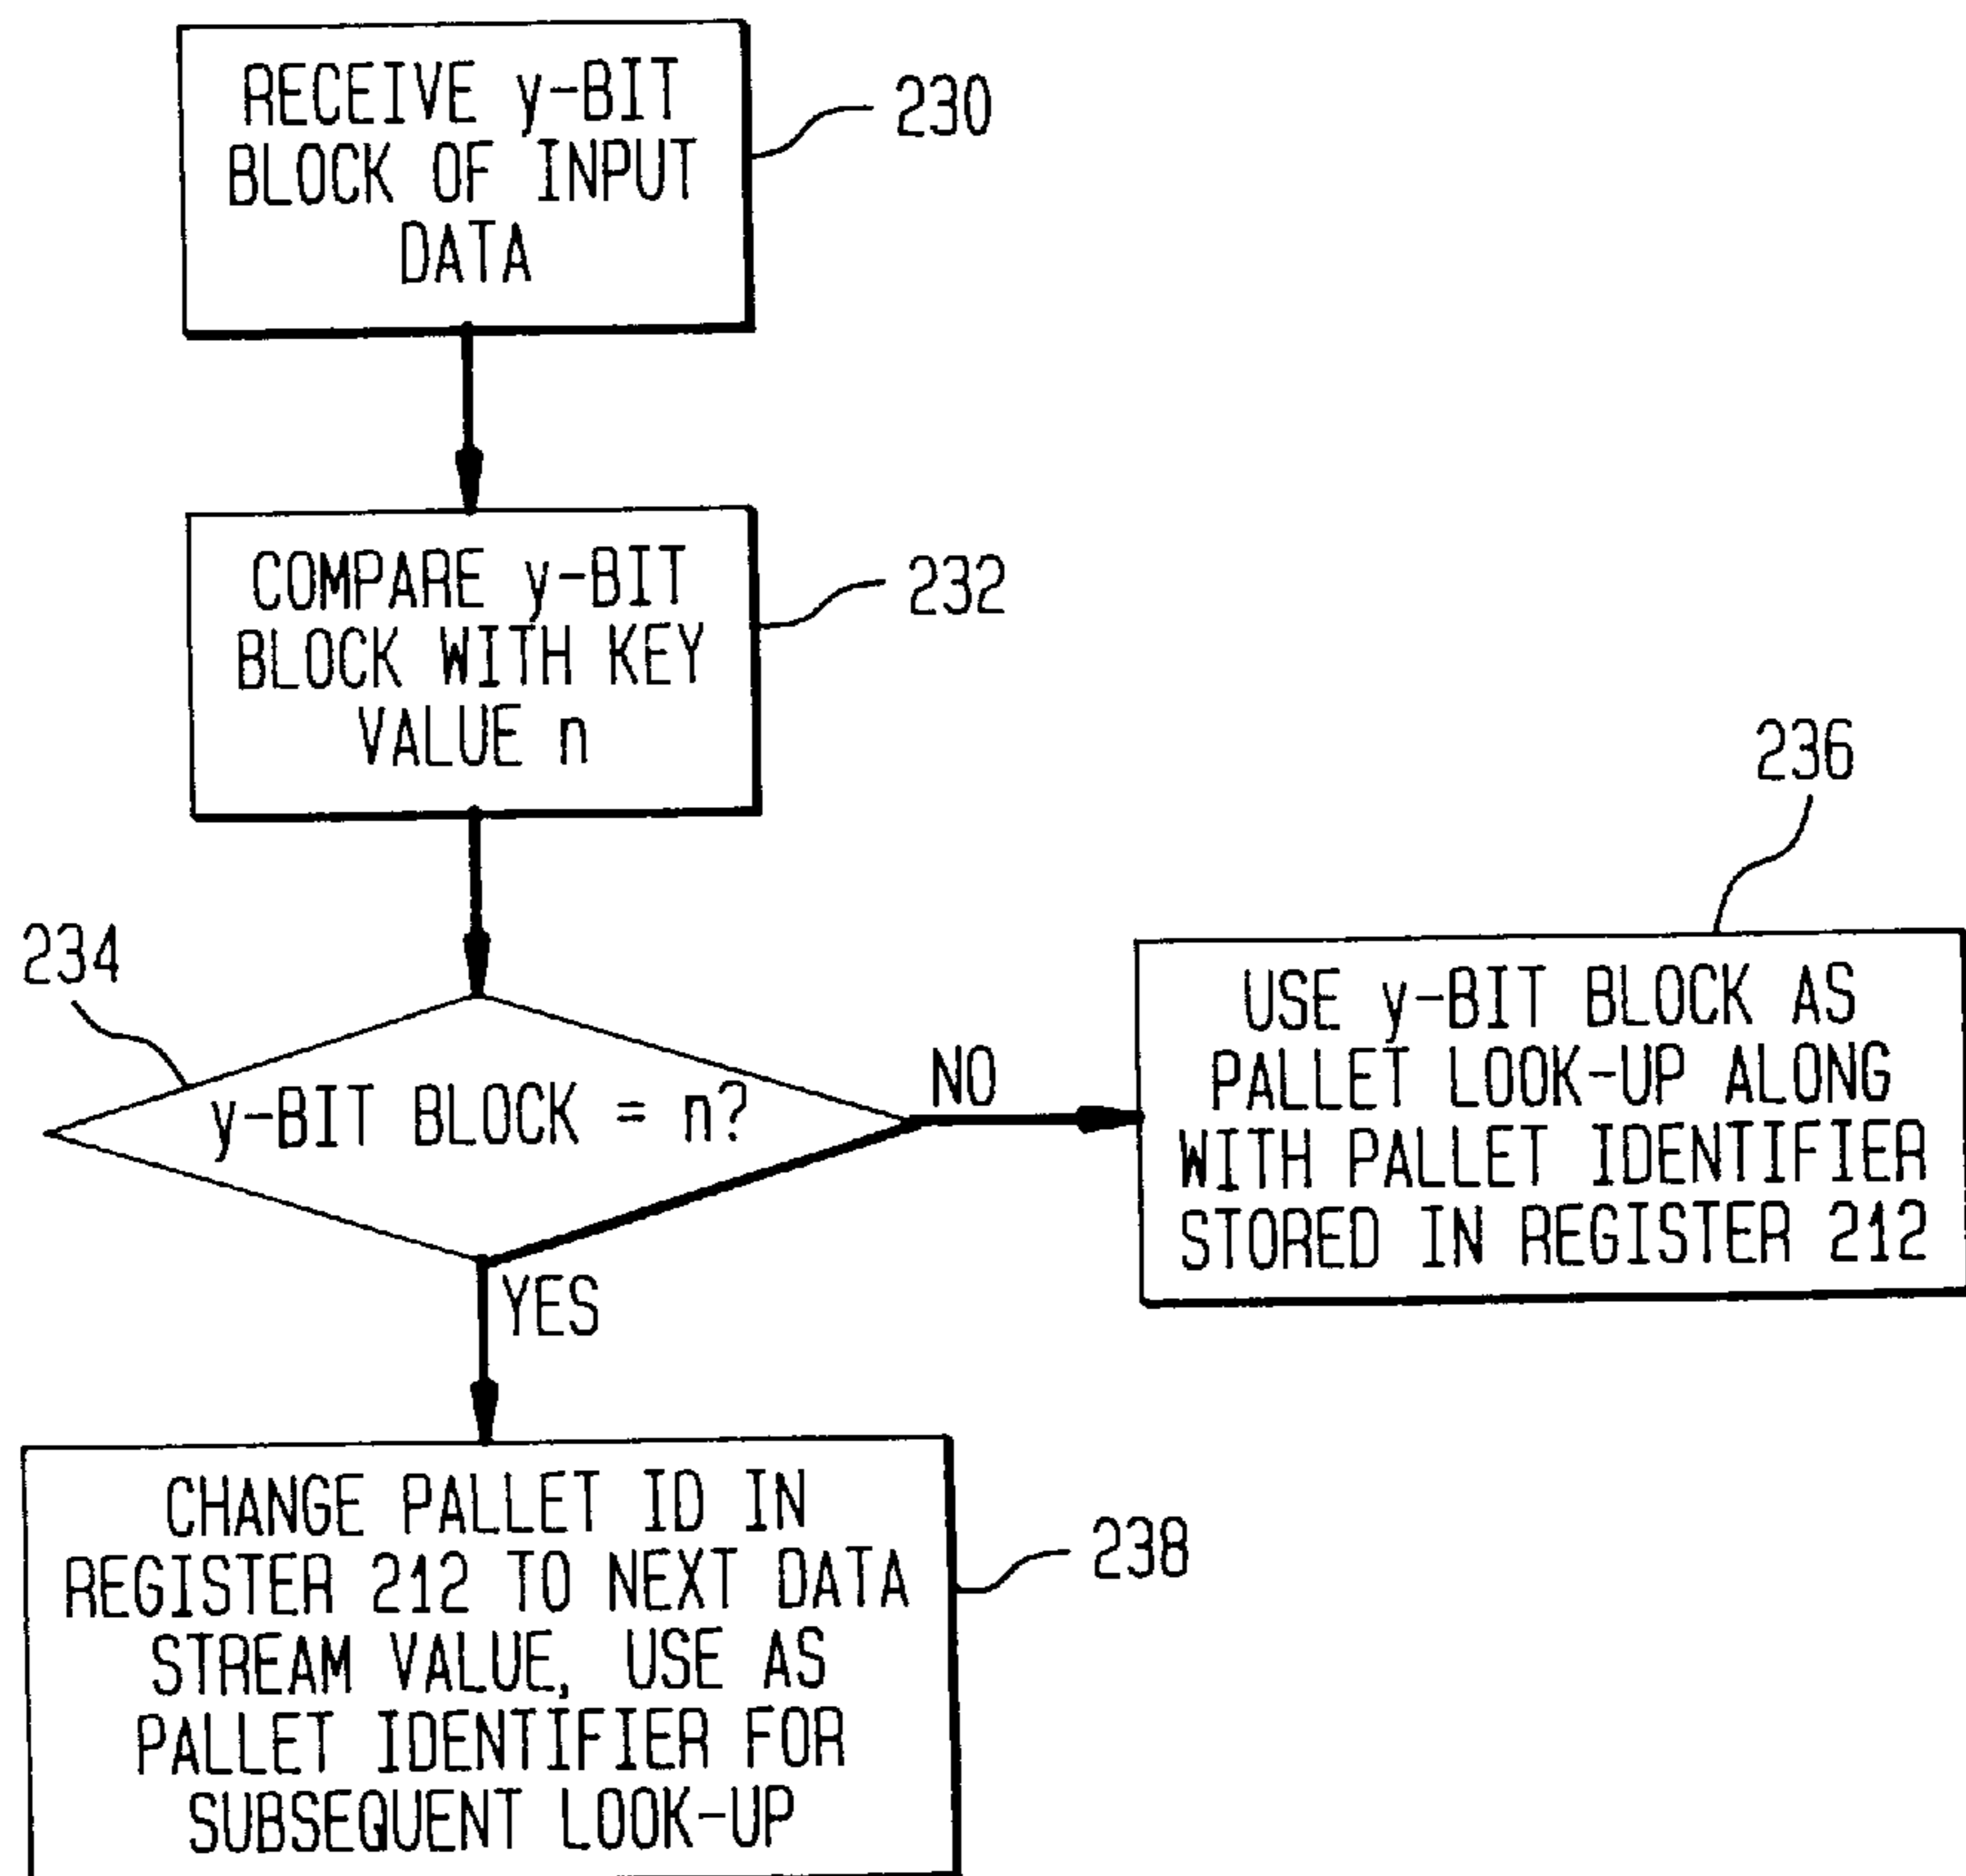 RECEIVE y-BIT
BLOCK OF INPUT
DATA
230
COMPARE y-BIT
BLOCK WITH KEY
VALUE n
232
234
y-BIT BLOCK = n?
NO
YES
236
USE y-BIT BLOCK AS
PALLET LOOK-UP ALONG
WITH PALLET IDENTIFIER
STORED IN REGISTER 212
CHANGE PALLET ID IN
REGISTER 212 TO NEXT DATA
STREAM VALUE, USE AS
PALLET IDENTIFIER FOR
SUBSEQUENT LOOK-UP
238